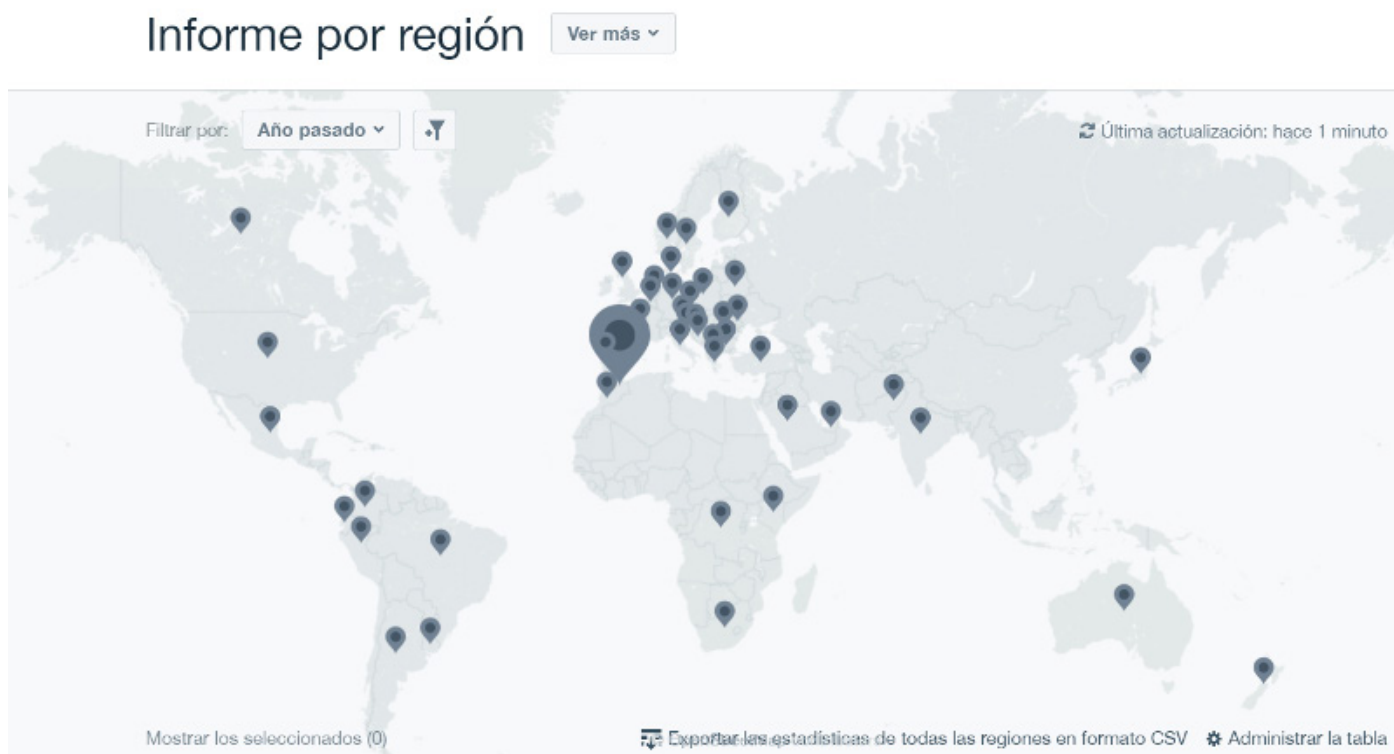 Informe por región
Ver más
Filtrar por:
Año pasado
Última actualización: hace 1 minuto
Mostrar los seleccionados (0)
Exportar las estadísticas de todas las regiones en formato CSV
Administrar la tabla